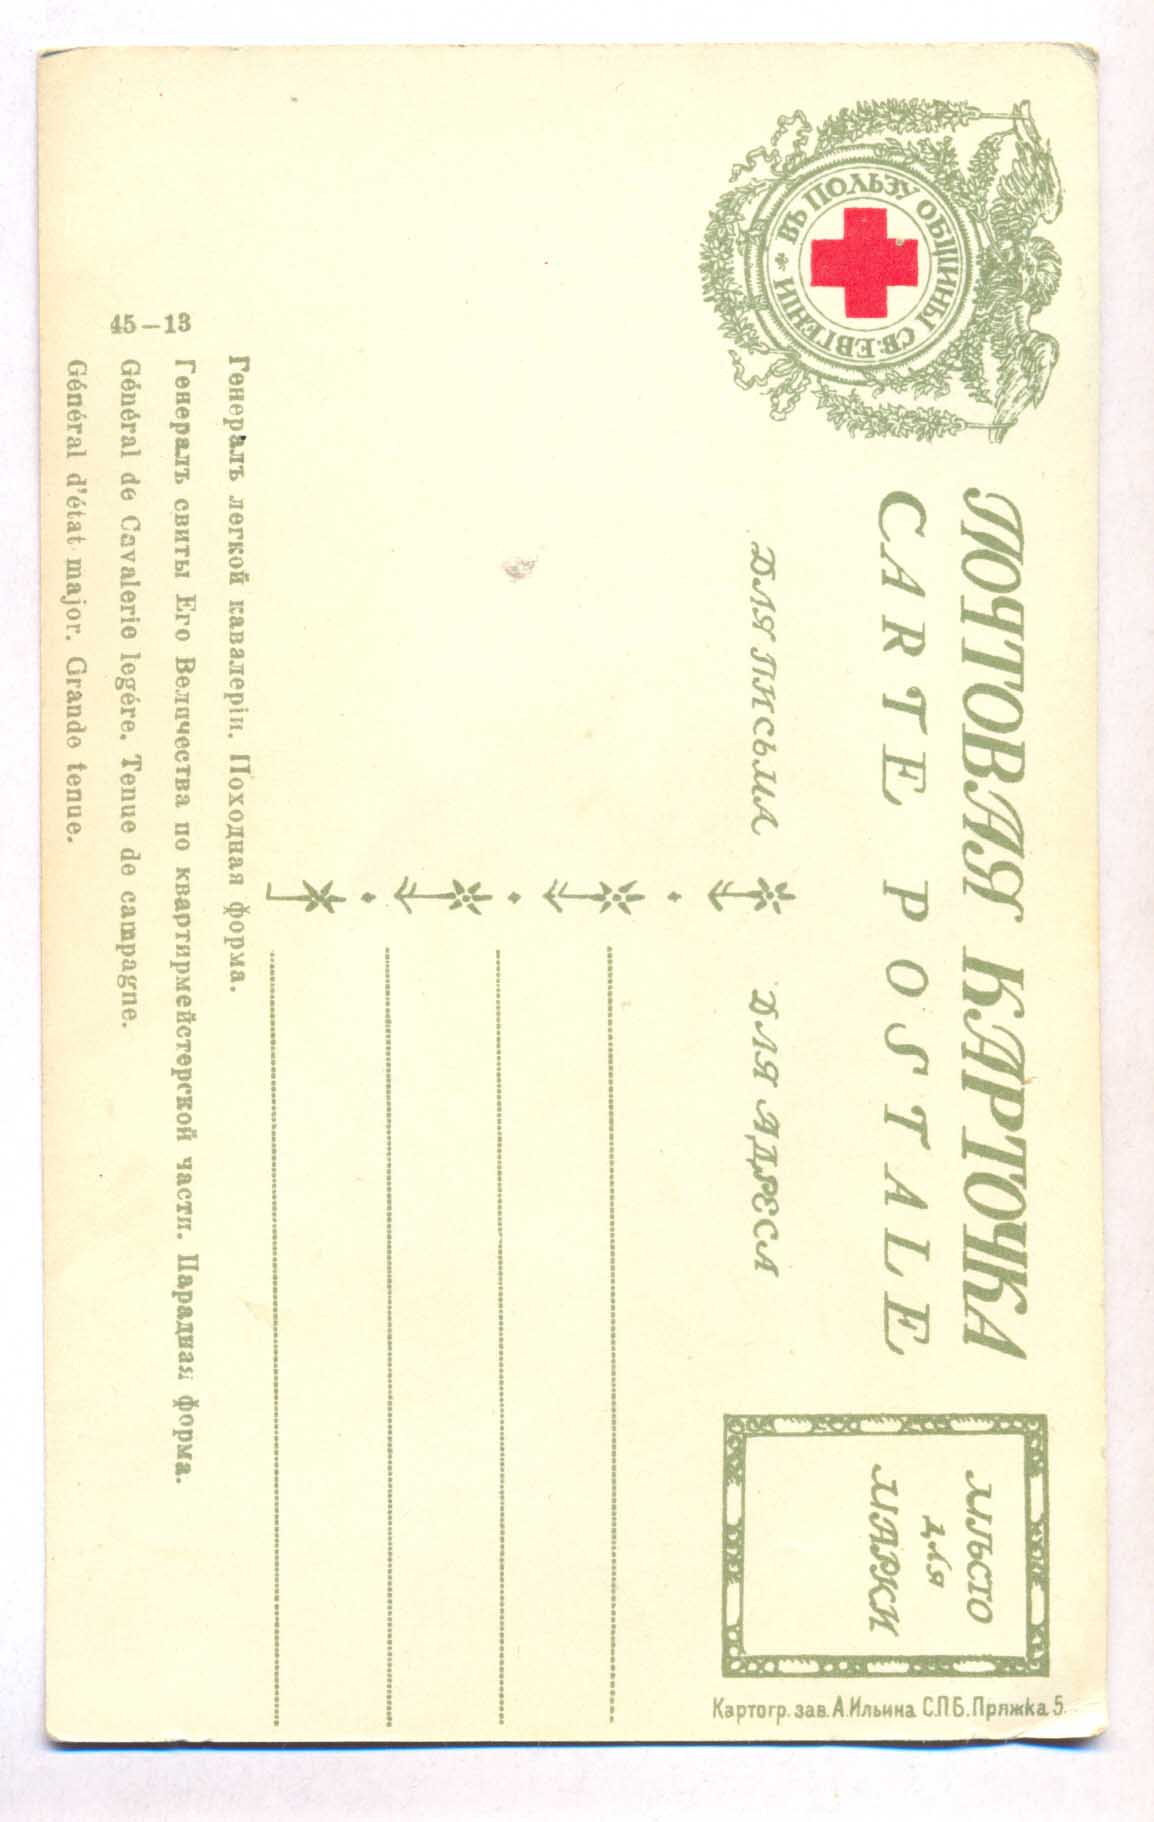 ВЪ ПОЛЬЗУ ОБЩИНЫ СВ. ЕВГЕНІИ *
ПОЧТОВАЯ КАРТОЧКА
CARTE POSTALE
ДЛЯ ПИСЬМА
ДЛЯ АДРЕСА
МѢСТО
ДЛЯ
МАРКИ
Генералъ легкой кавалеріи. Походная форма.
Генералъ свиты Его Величества по квартирмейстерской части. Парадная форма.
Général de Cavalerie legére. Tenue de campagne.
Général d'état major. Grande tenue.
45—13
Картогр. зав. А. Ильина С.П.Б. Пряжка 5.